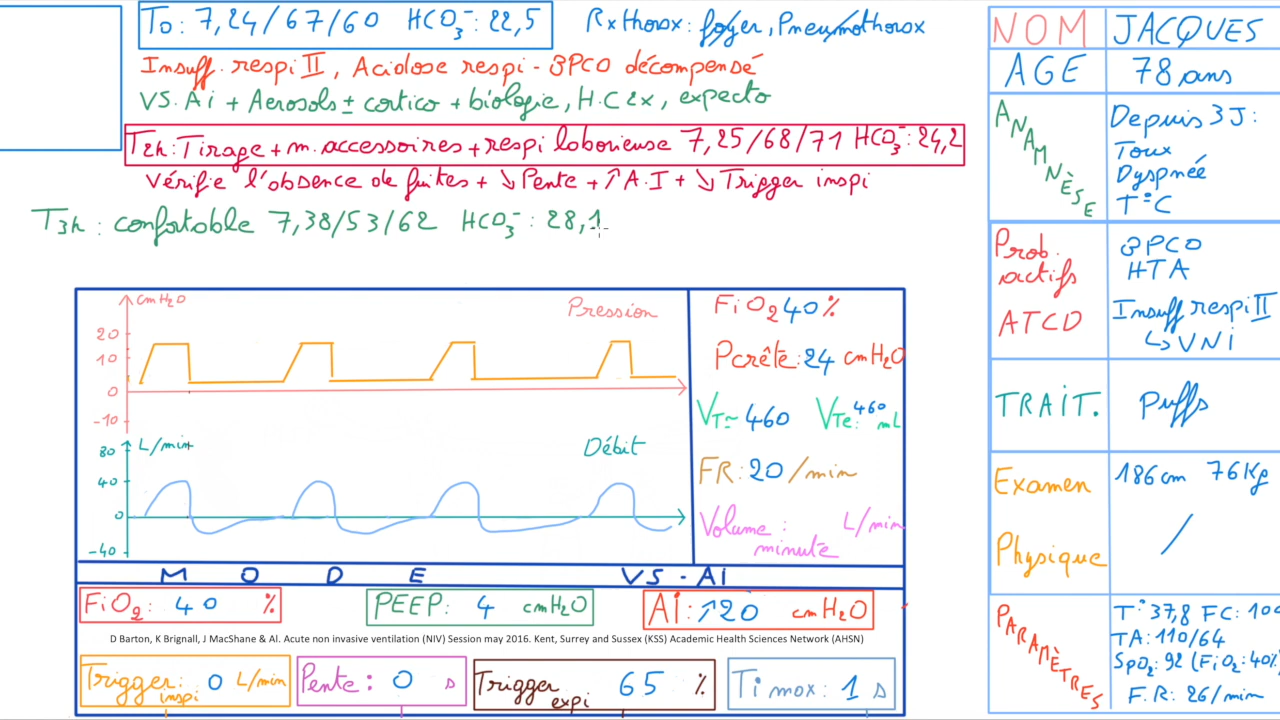 T0: 7,24/67/60 HCO3-: 22,5 Rx thorax: foyer, Pneumothorax
Insuff. respi II, Acidose respi - BPCO décompensé
VS.Ai + Aerosols ± cortico + biologie, H.C 2x, expecto
T2h: Tirage + m. accessoires + respi laborieuse 7,25/68/71 HCO3-: 24,2
Vérifie l'absence de fuites + ↘ Pente + ↑ A.I + ↘ Trigger inspi
T3h: confortable 7,38/53/62 HCO3-: 28,1
cmH2O
Pression
20
10
0
-10
L/min
Débit
80
40
0
-40
FiO2 40%
Pcrête: 24 cmH2O
VTi~ 460 VTe: 460 mL
FR: 20 /min
Volume : L/min
minute
MODE VS-AI
FiO2: 40 %
PEEP: 4 cmH2O
Ai: ↑20 cmH2O
D Barton, K Brignall, J MacShane & Al. Acute non invasive ventilation (NIV) Session may 2016. Kent, Surrey and Sussex (KSS) Academic Health Sciences Network (AHSN)
Trigger inspi: 0 L/min
Pente: 0 s
Trigger expi 65 %
Ti max: 1 s
NOM JACQUES
AGE 78 ans
ANAMNÈSE
Depuis 3J:
Toux
Dyspnée
T°C
Prob. actifs
ATCD
BPCO
HTA
Insuff respi II
↳ VNI
TRAIT. Puffs
Examen
Physique
186cm 76Kg
/
PARAMÈTRES
T°: 37,8 FC: 10
TA: 110/64
SpO2: 92 (FiO2: 40%
F.R: 26/min